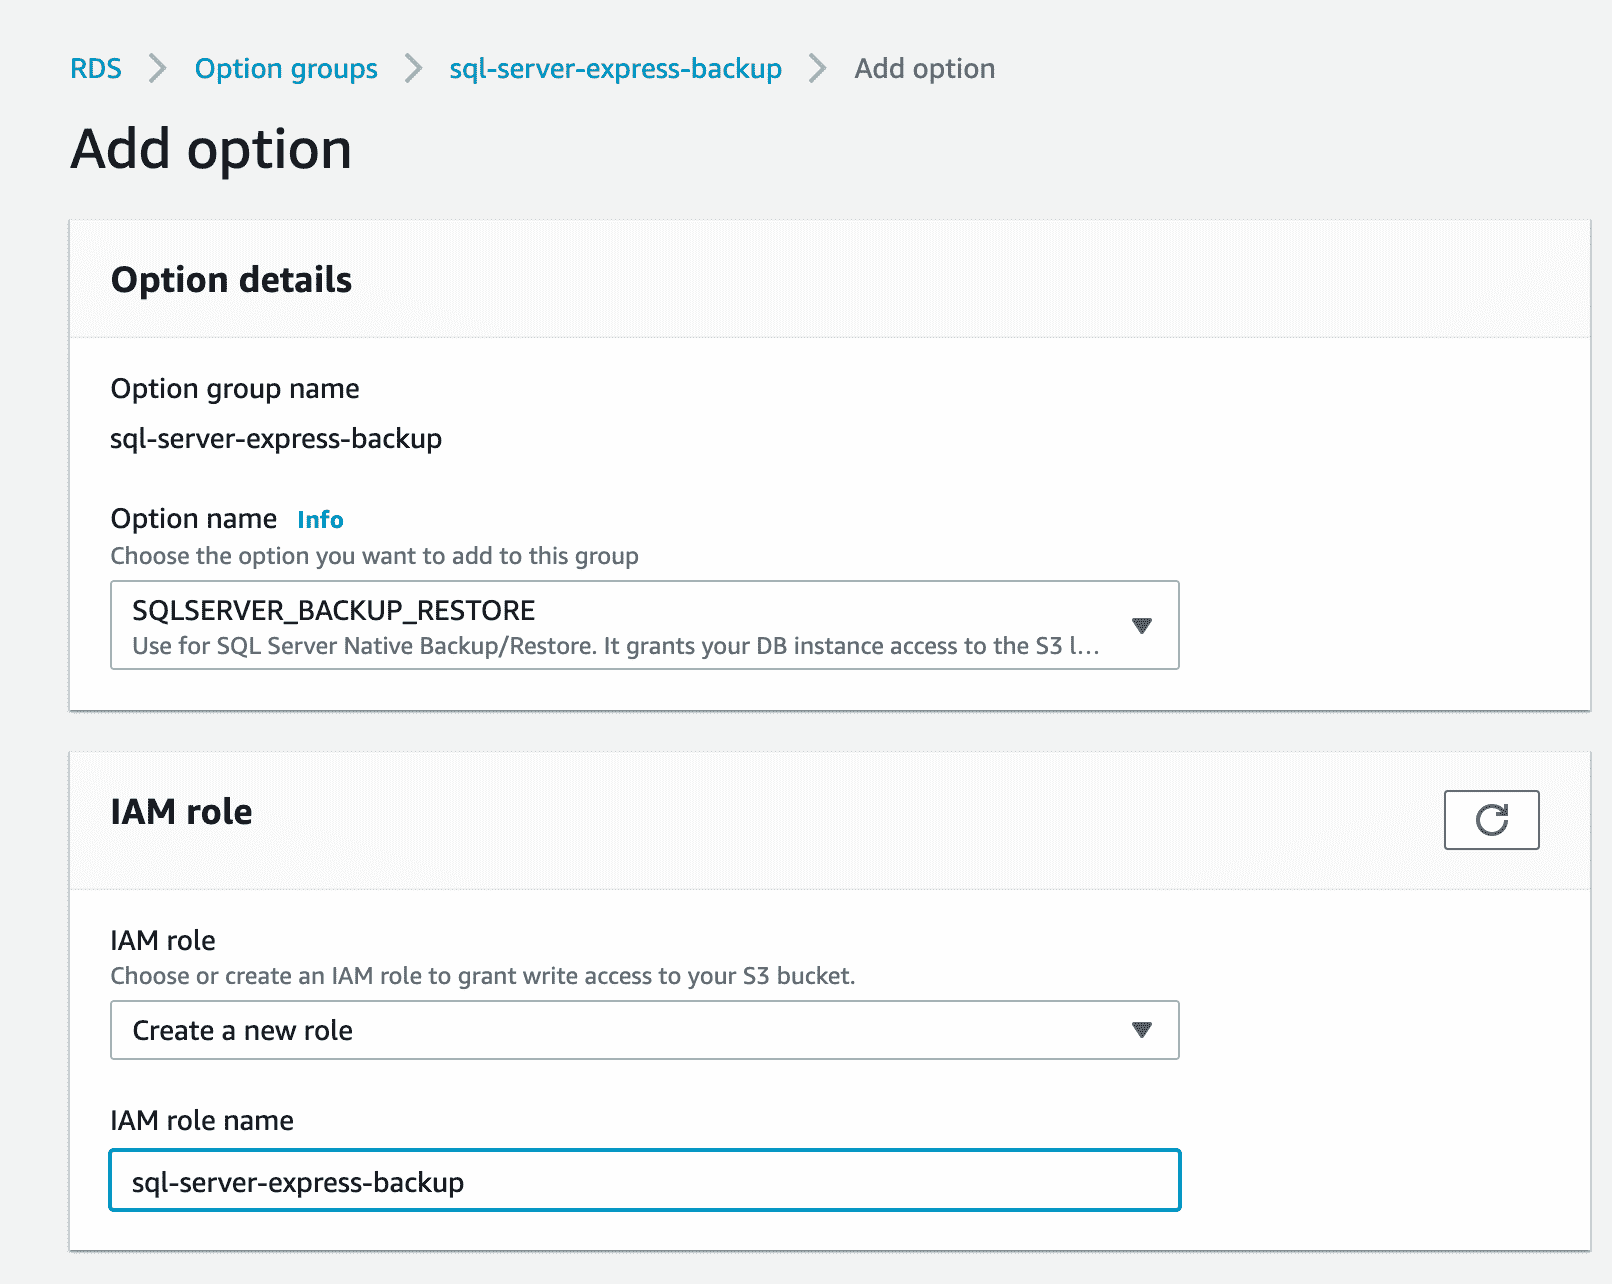 RDS > Option groups > sql-server-express-backup > Add option
Add option
Option details
Option group name
sql-server-express-backup
Option name Info
Choose the option you want to add to this group
SQLSERVER_BACKUP_RESTORE
Use for SQL Server Native Backup/Restore. It grants your DB instance access to the S3 l...
IAM role
IAM role
Choose or create an IAM role to grant write access to your S3 bucket.
Create a new role
IAM role name
sql-server-express-backup